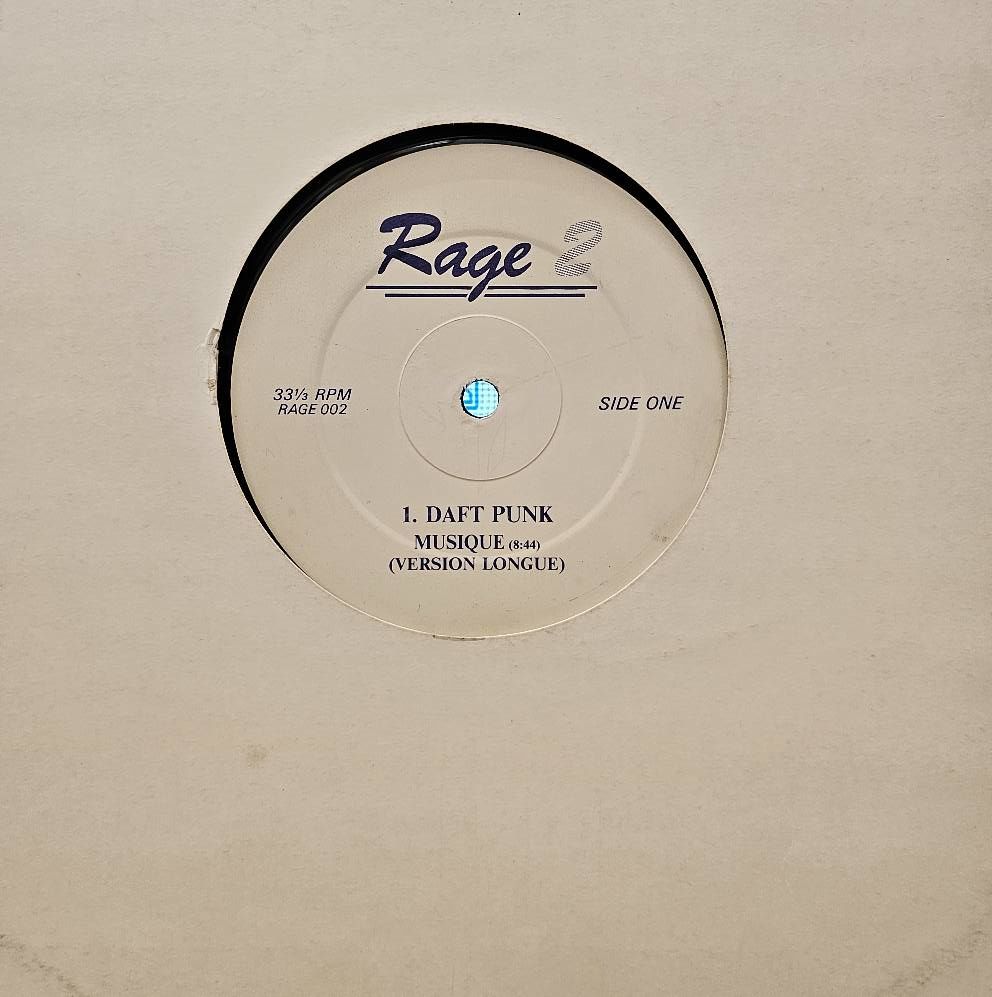 Rage 2
33⅓ RPM
RAGE 002
SIDE ONE
1. DAFT PUNK
MUSIQUE (8:44)
(VERSION LONGUE)